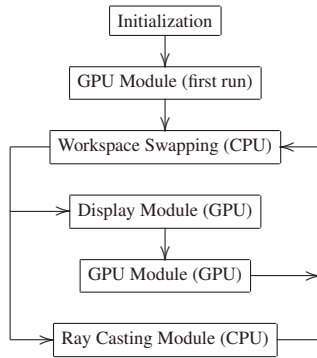 Initialization
GPU Module (first run)
Workspace Swapping (CPU)
Display Module (GPU)
GPU Module (GPU)
Ray Casting Module (CPU)